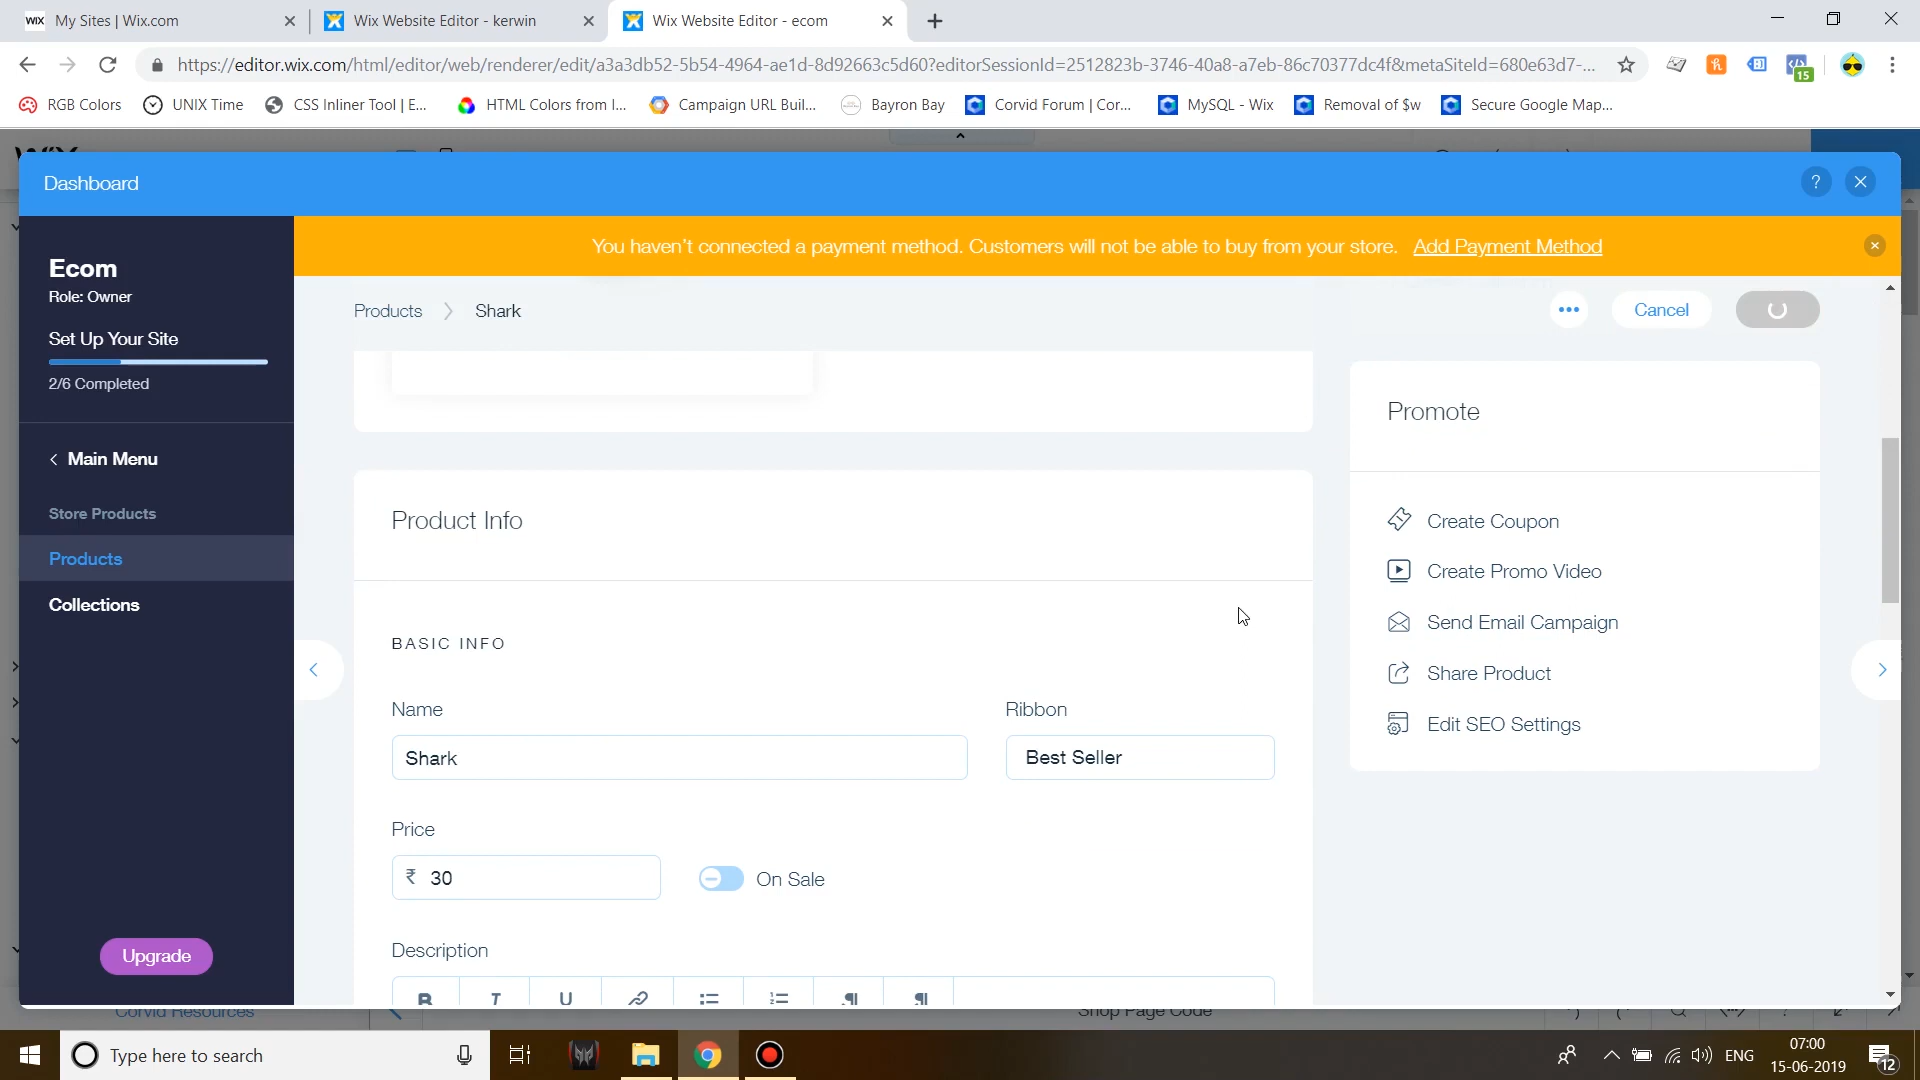 My Sites | Wix.com
Wix Website Editor - kerwin
Wix Website Editor - ecom
https://editor.wix.com/html/editor/web/renderer/edit/a3a3db52-5b54-4964-ae1d-8d92663c5d60?editorSessionId=2512823b-3746-40a8-a7eb-86c70377dc4f&metaSiteId=680e63d7-...
15
RGB Colors
UNIX Time
CSS Inliner Tool | E...
HTML Colors from I...
Campaign URL Buil...
Bayron Bay
Corvid Forum | Cor...
MySQL - Wix
Removal of $w
Secure Google Map...
Dashboard
?
You haven't connected a payment method. Customers will not be able to buy from your store. Add Payment Method
Ecom
Role: Owner
Set Up Your Site
2/6 Completed
Main Menu
Store Products
Products
Collections
Upgrade
Products
Shark
Cancel
Product Info
BASIC INFO
Name
Ribbon
Shark
Best Seller
Price
₹ 30
On Sale
Description
B I U
Promote
Create Coupon
Create Promo Video
Send Email Campaign
Share Product
Edit SEO Settings
Corvid Resources
Shop Page Code
Type here to search
ENG
07:00
15-06-2019
12